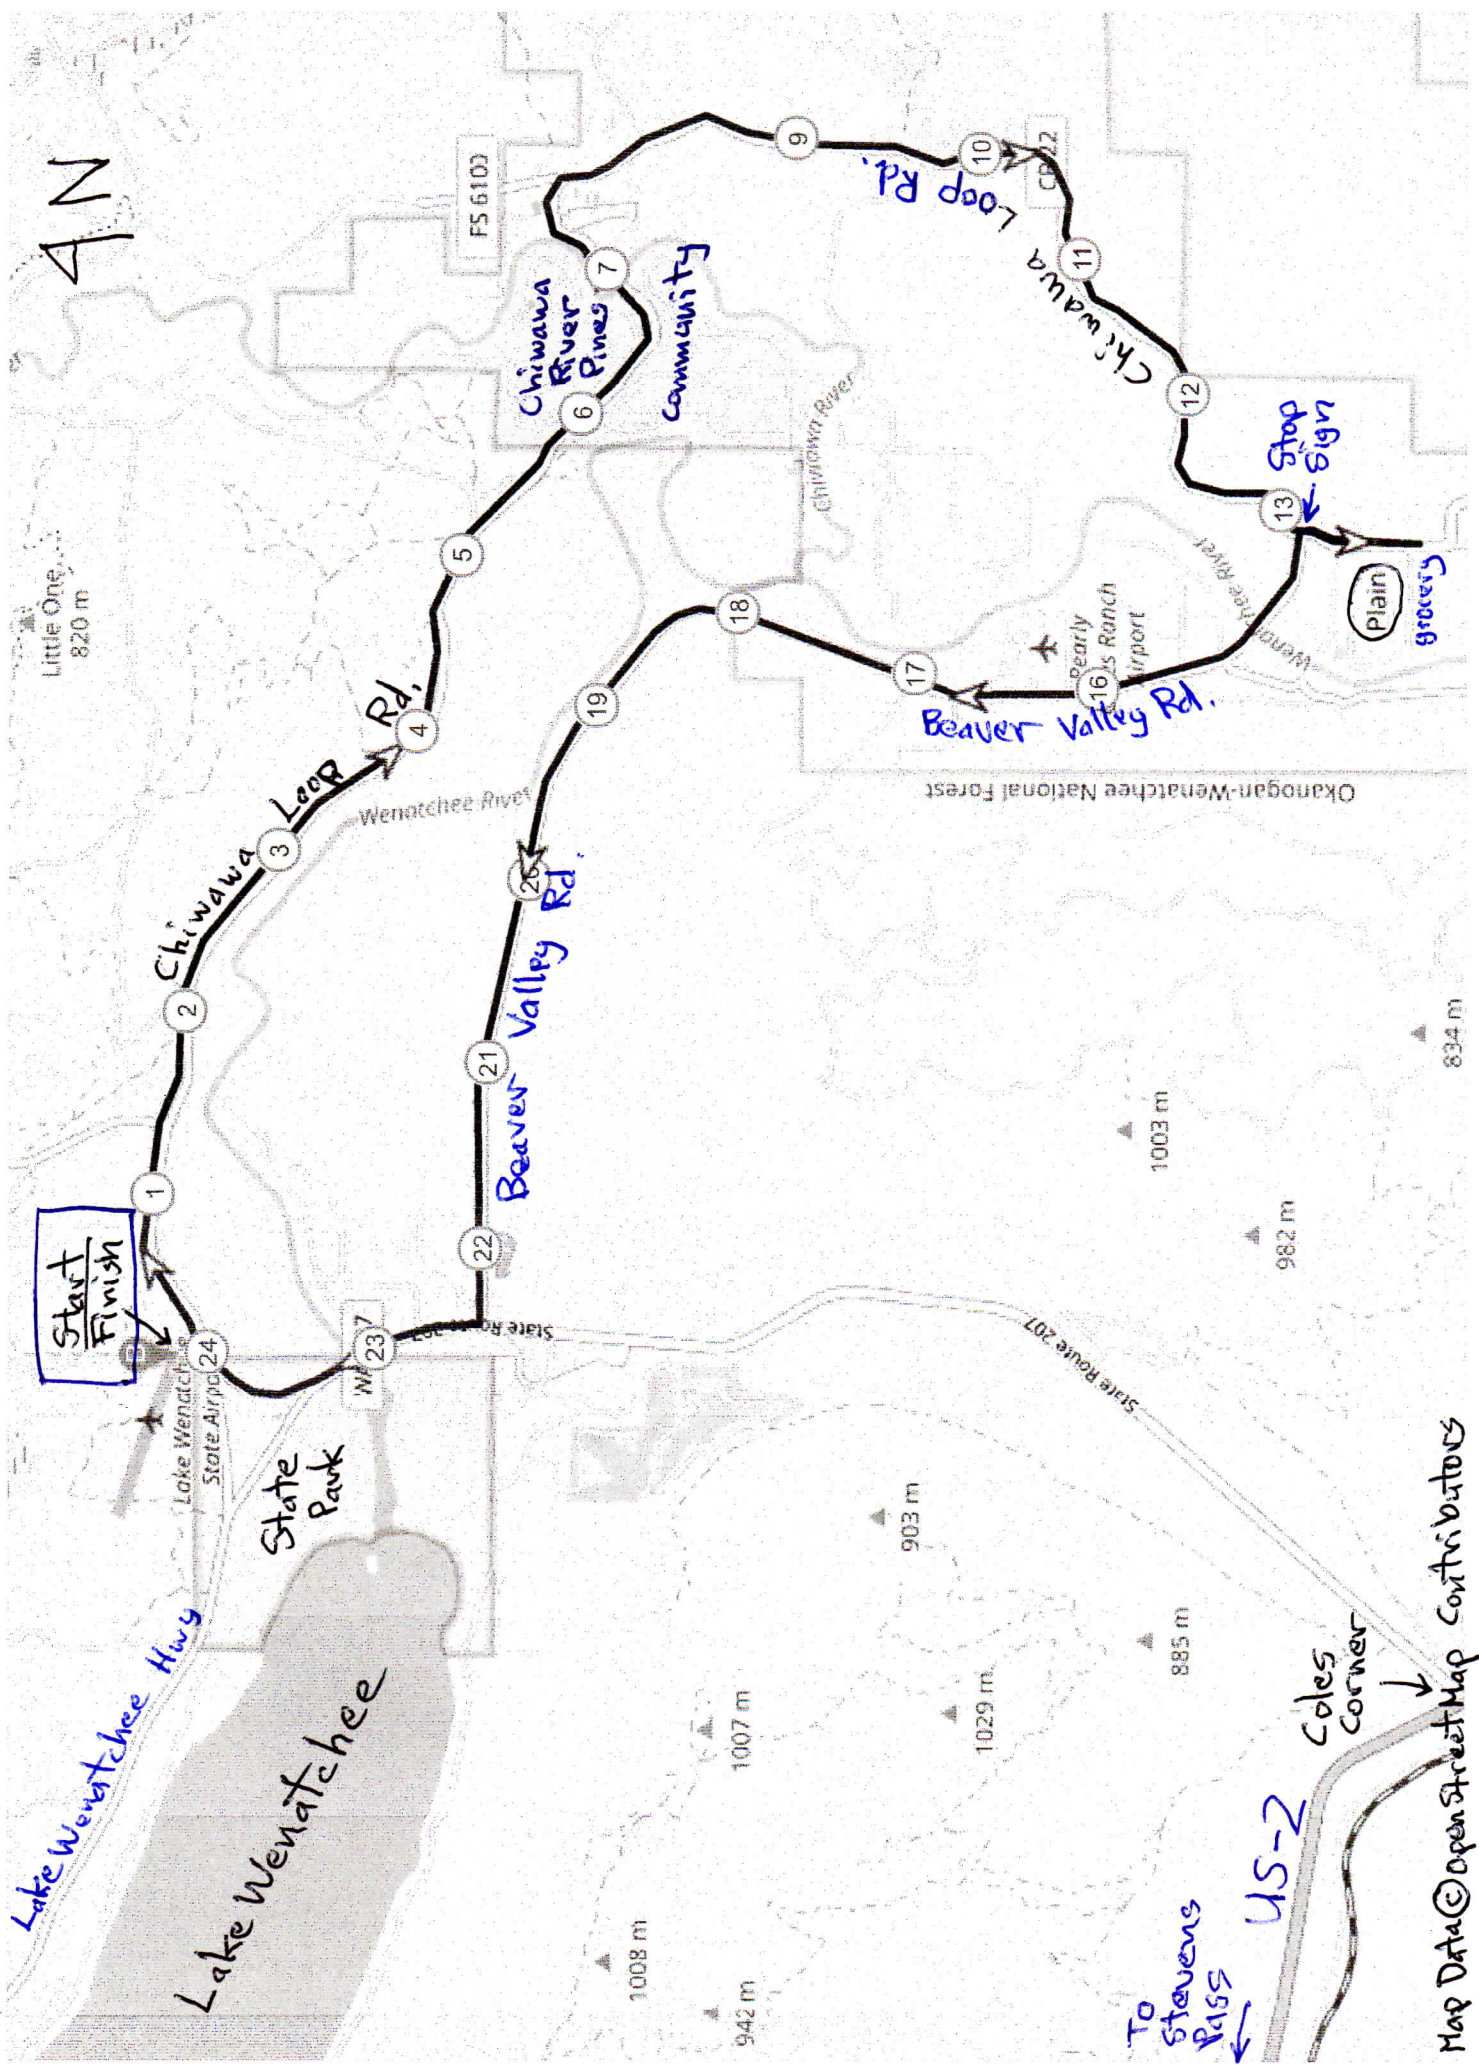 4N
Little One
820 m
FS 6100
Start
Finish
Lake Wenatchee Hwy
Lake Wenatchee
State
Park
Chiwawa
Loop
Rd.
Chiwawa
River
Pines
Community
Wenatchee River
Chiwawa River
Chiwawa
Loop
Rd.
Beaver Valley Rd.
Beaver Valley Rd.
Wenatchee River
Wenatchee River
Stop
Sign
Plain
grocery
Airport
Okanogan-Wenatchee National Forest
State Route 207
1
2
3
4
5
6
7
9
10
11
12
13
16
17
18
19
20
21
22
23
24
1008 m
942 m
1007 m
1029 m
903 m
885 m
982 m
1003 m
834 m
To
Stevens
Pass
US-2
Coles
Corner
Map Data © OpenStreetMap Contributors